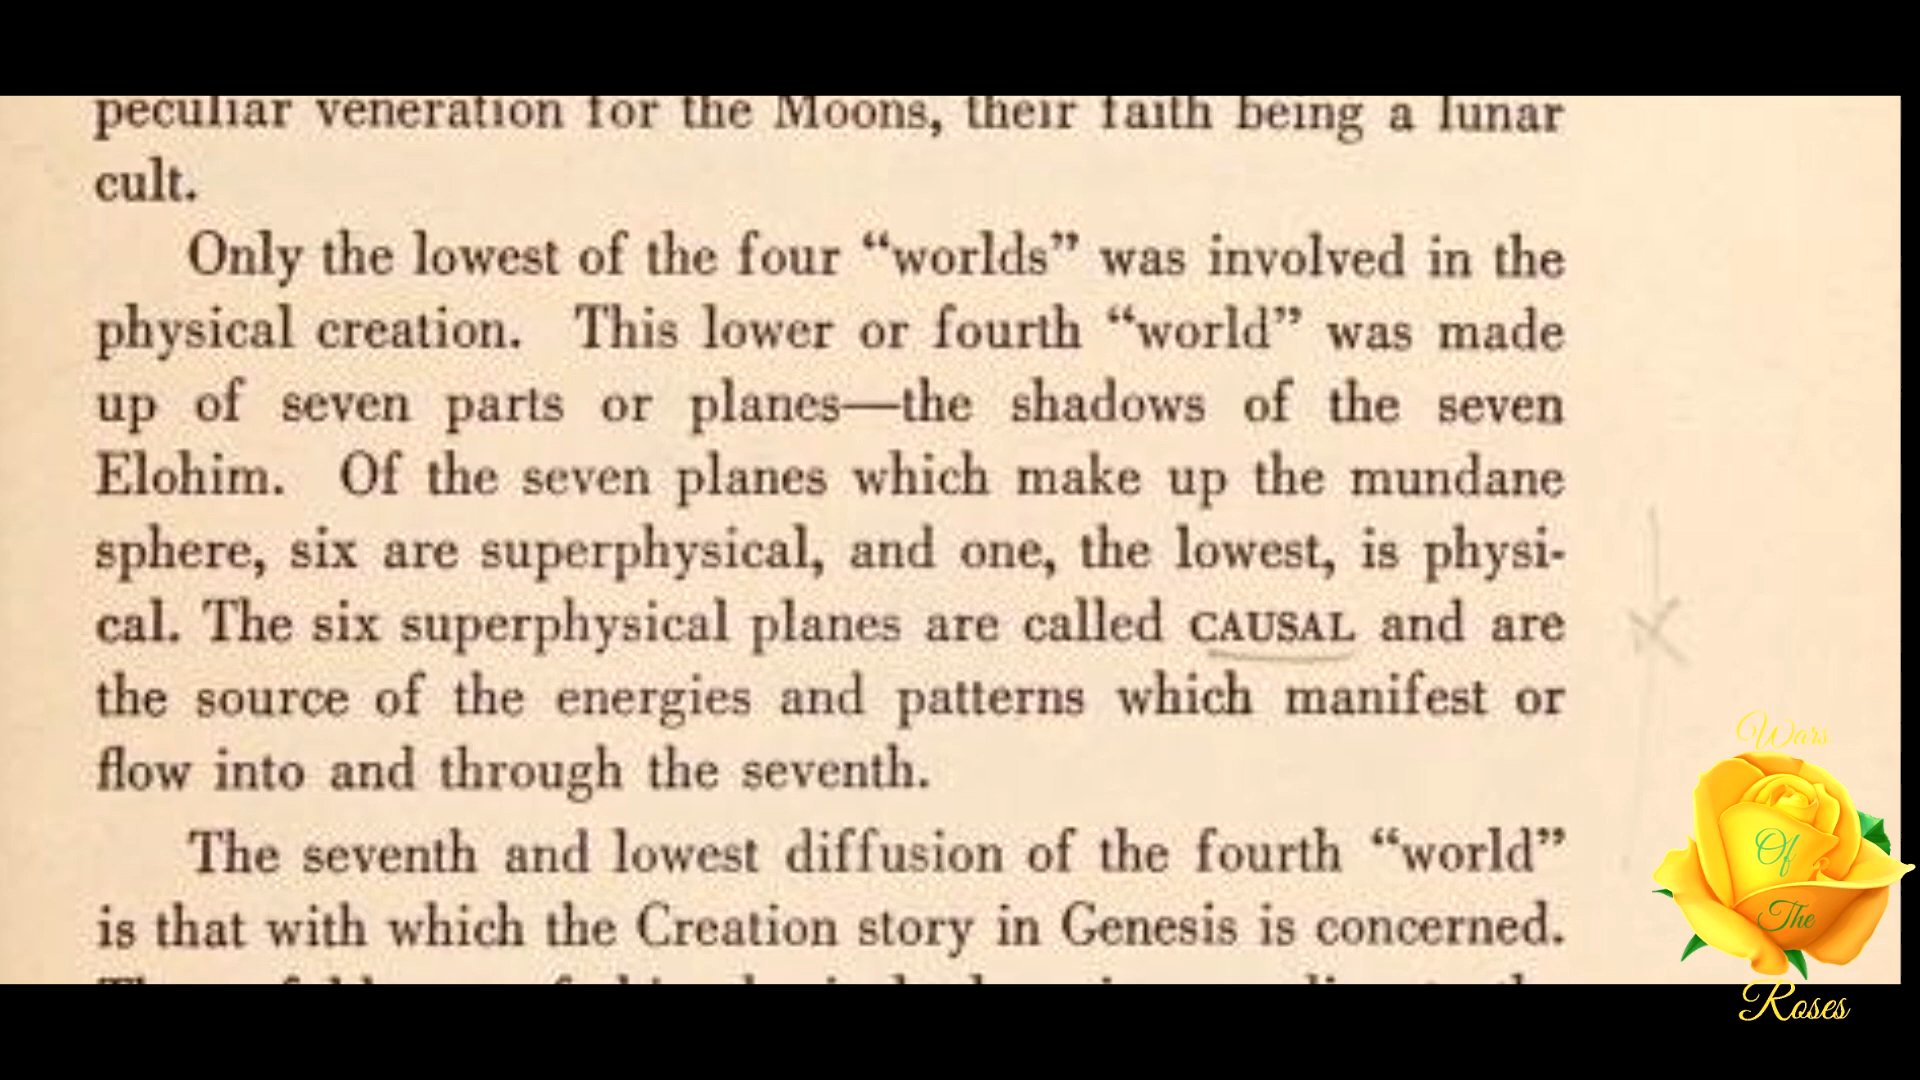 peculiar veneration for the Moons, their faith being a lunar
cult.
Only the lowest of the four “worlds” was involved in the
physical creation. This lower or fourth “world” was made
up of seven parts or planes—the shadows of the seven
Elohim. Of the seven planes which make up the mundane
sphere, six are superphysical, and one, the lowest, is physi-
cal. The six superphysical planes are called CAUSAL and are
the source of the energies and patterns which manifest or
flow into and through the seventh.
The seventh and lowest diffusion of the fourth “world”
is that with which the Creation story in Genesis is concerned.
Wars
Of
The
Roses